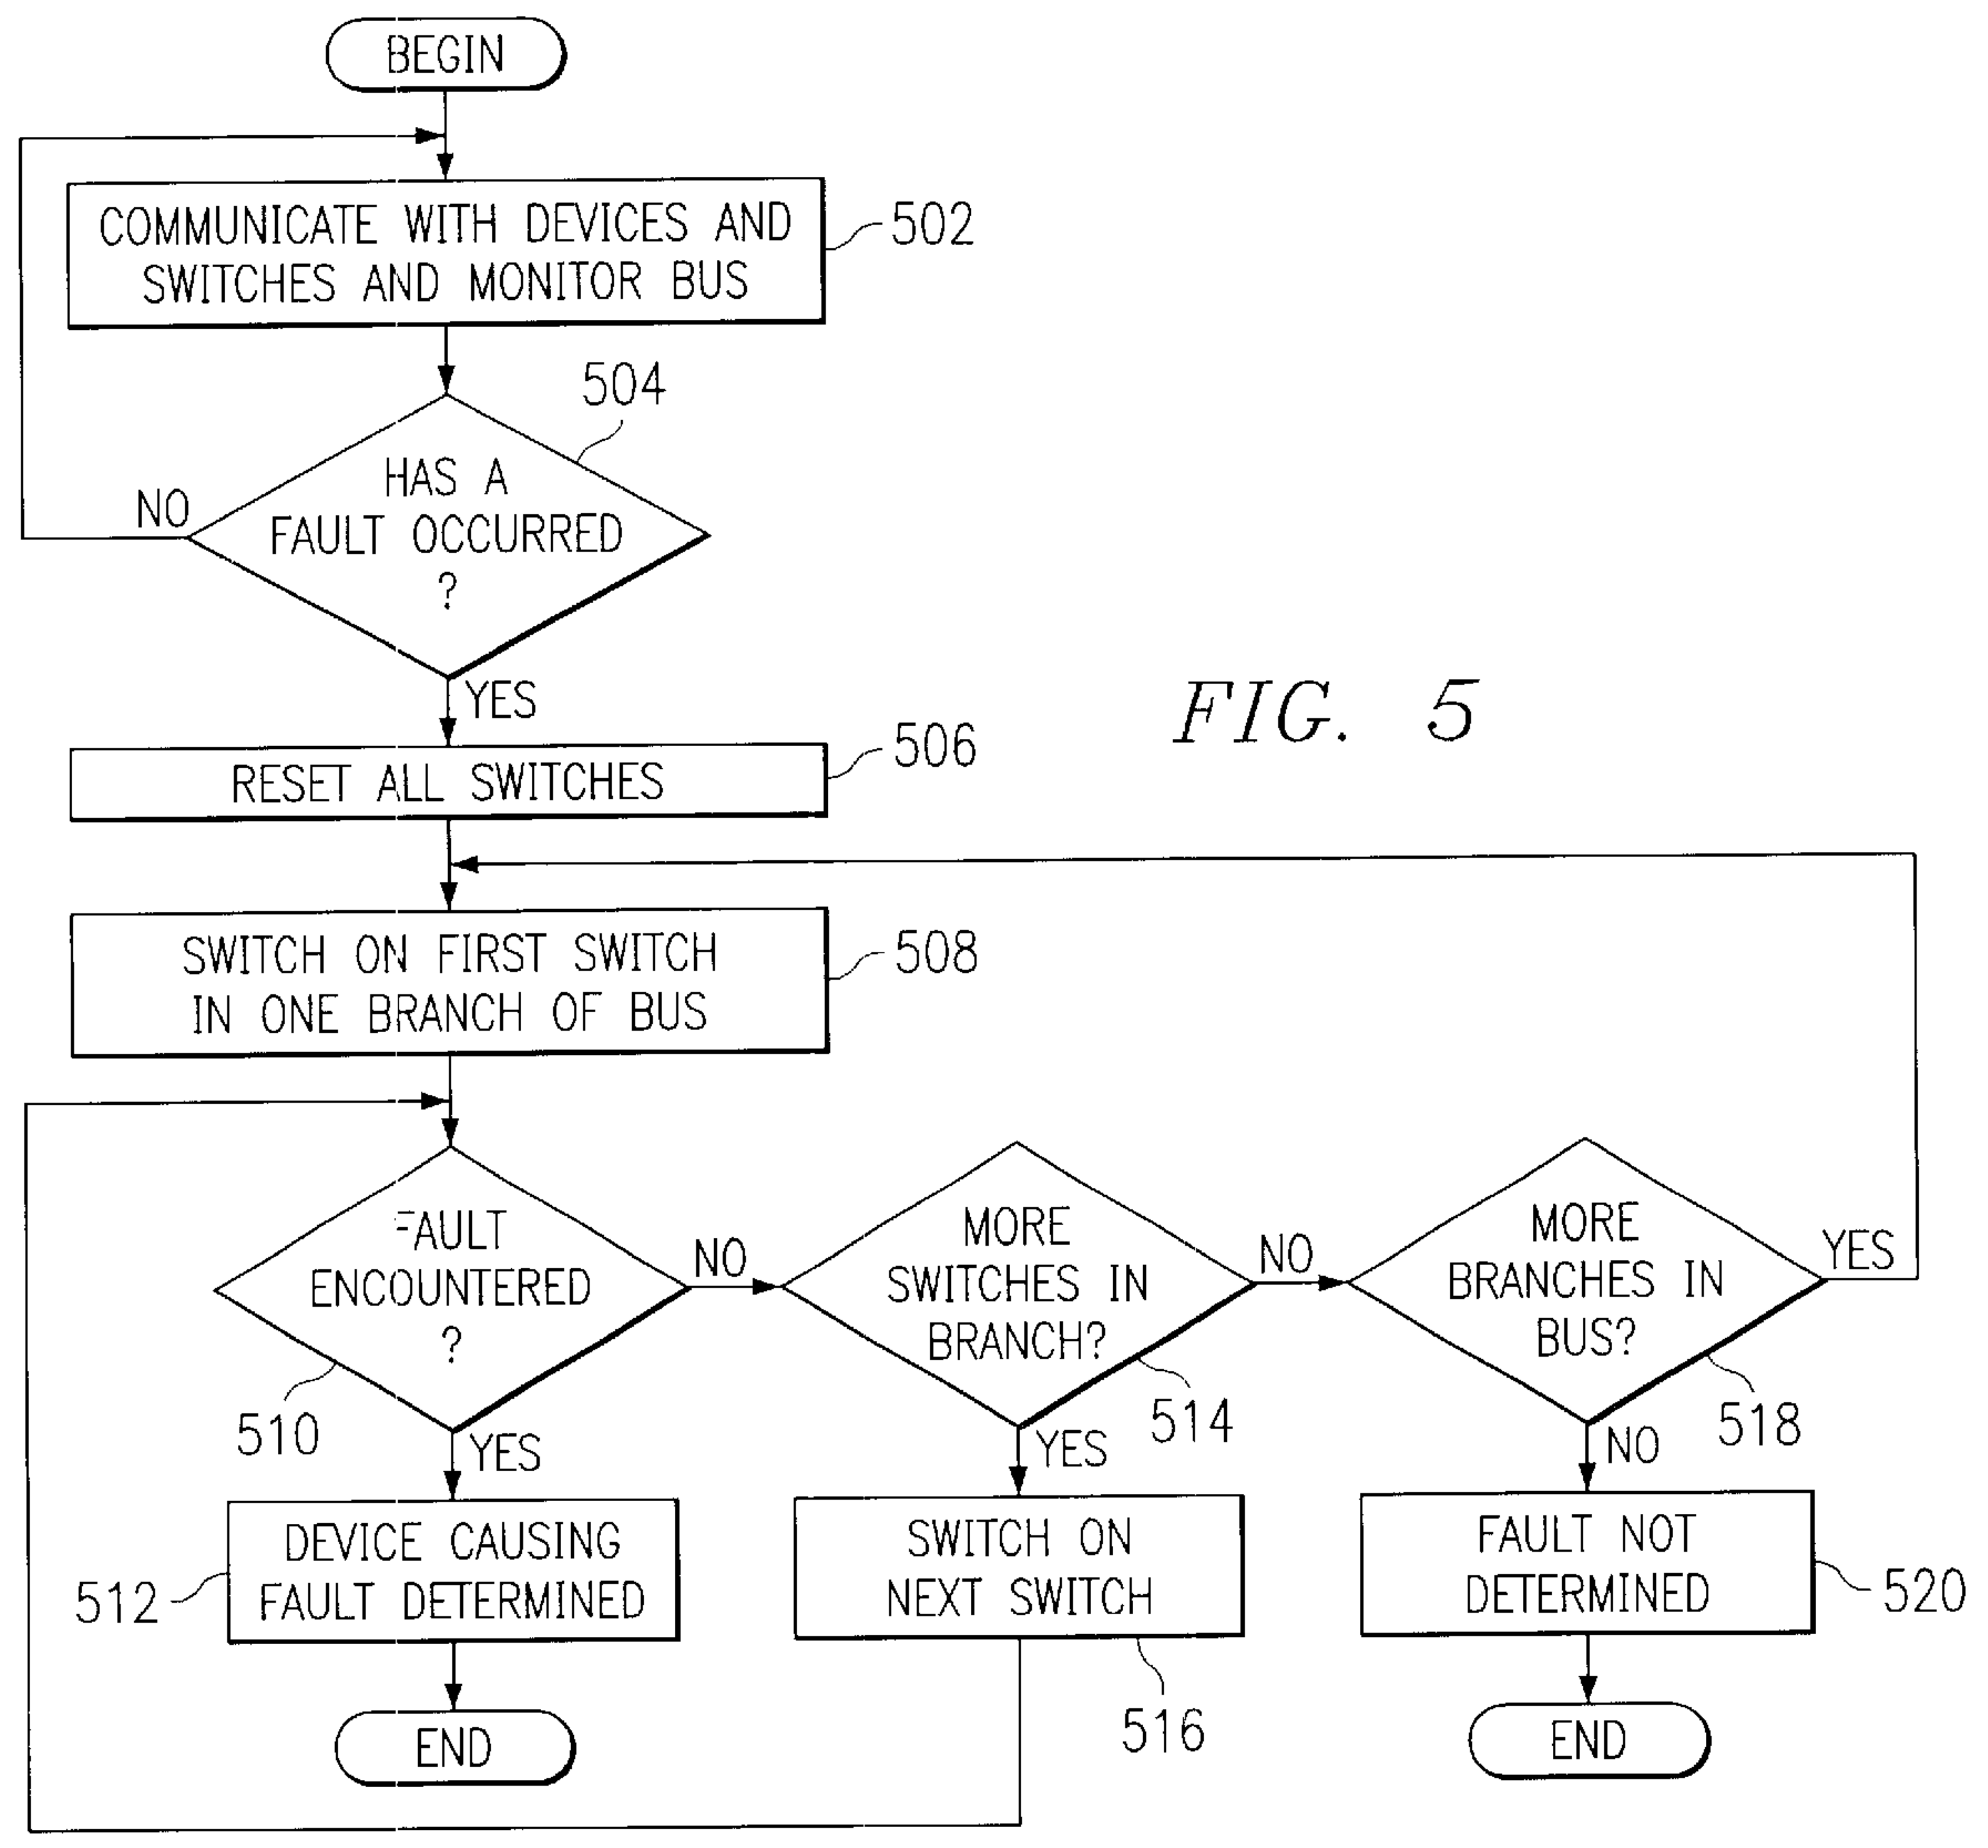 BEGIN
COMMUNICATE WITH DEVICES AND
SWITCHES AND MONITOR BUS
502
504
HAS A
FAULT OCCURRED
?
NO
YES
FIG. 5
506
RESET ALL SWITCHES
SWITCH ON FIRST SWITCH
IN ONE BRANCH OF BUS
508
FAULT
ENCOUNTERED
?
510
NO
YES
MORE
SWITCHES IN
BRANCH?
514
NO
YES
MORE
BRANCHES IN
BUS?
518
YES
NO
DEVICE CAUSING
FAULT DETERMINED
512
SWITCH ON
NEXT SWITCH
516
FAULT NOT
DETERMINED
520
END
END